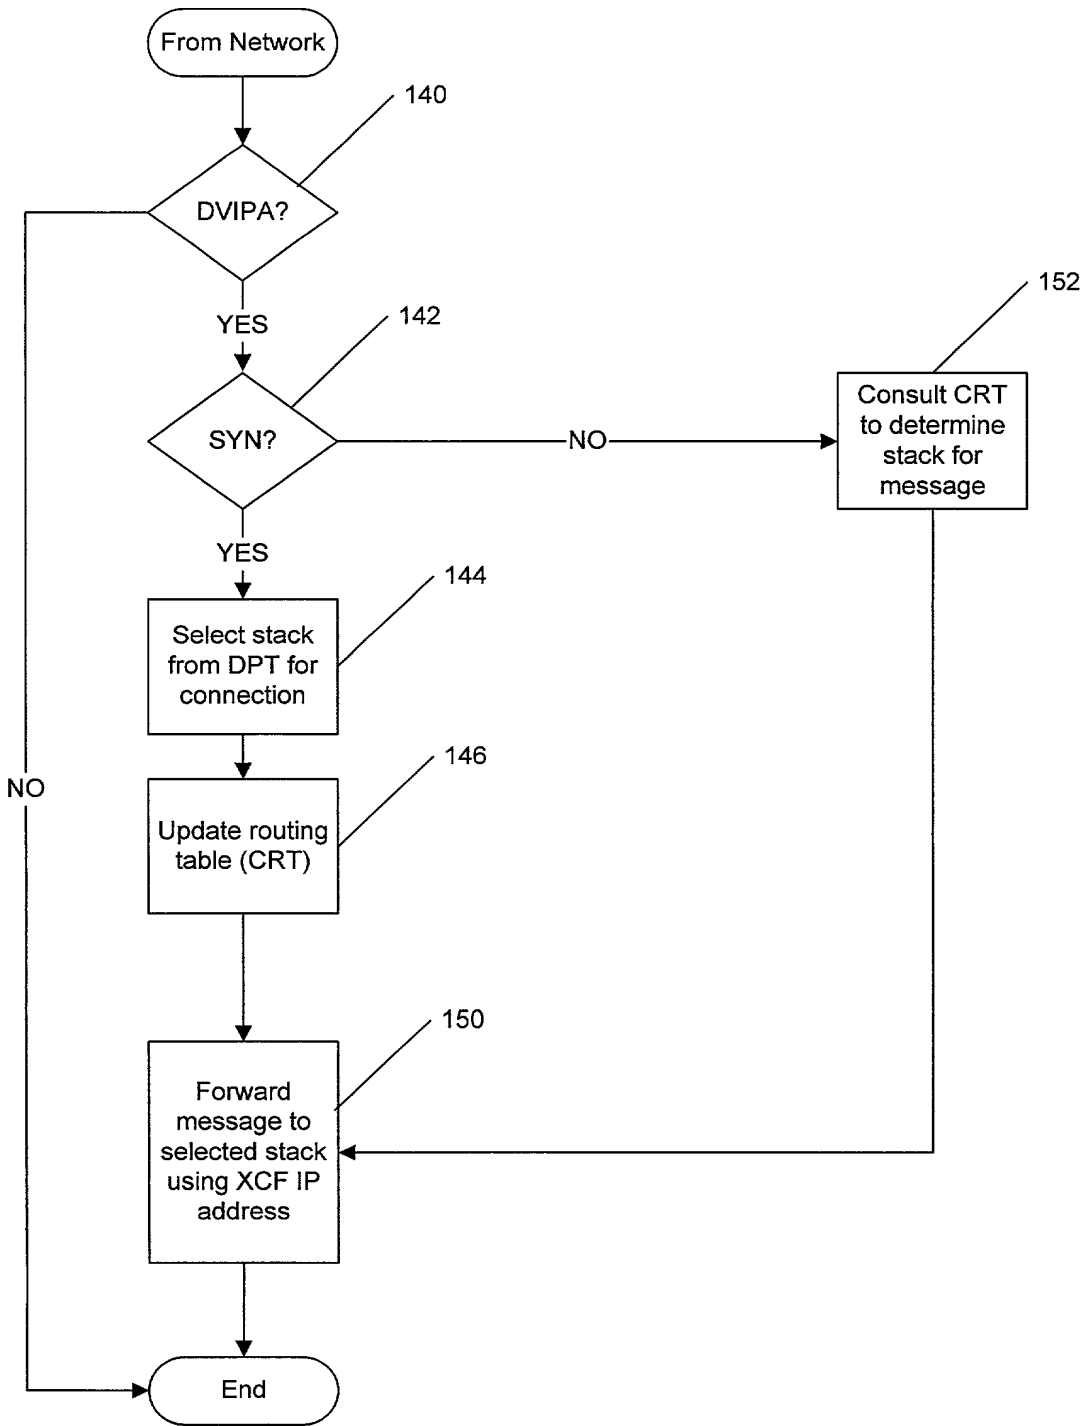 From Network
140
DVIPA?
YES
142
SYN?
NO
152
Consult CRT
to determine
stack for
message
YES
144
Select stack
from DPT for
connection
146
NO
Update routing
table (CRT)
150
Forward
message to
selected stack
using XCF IP
address
End